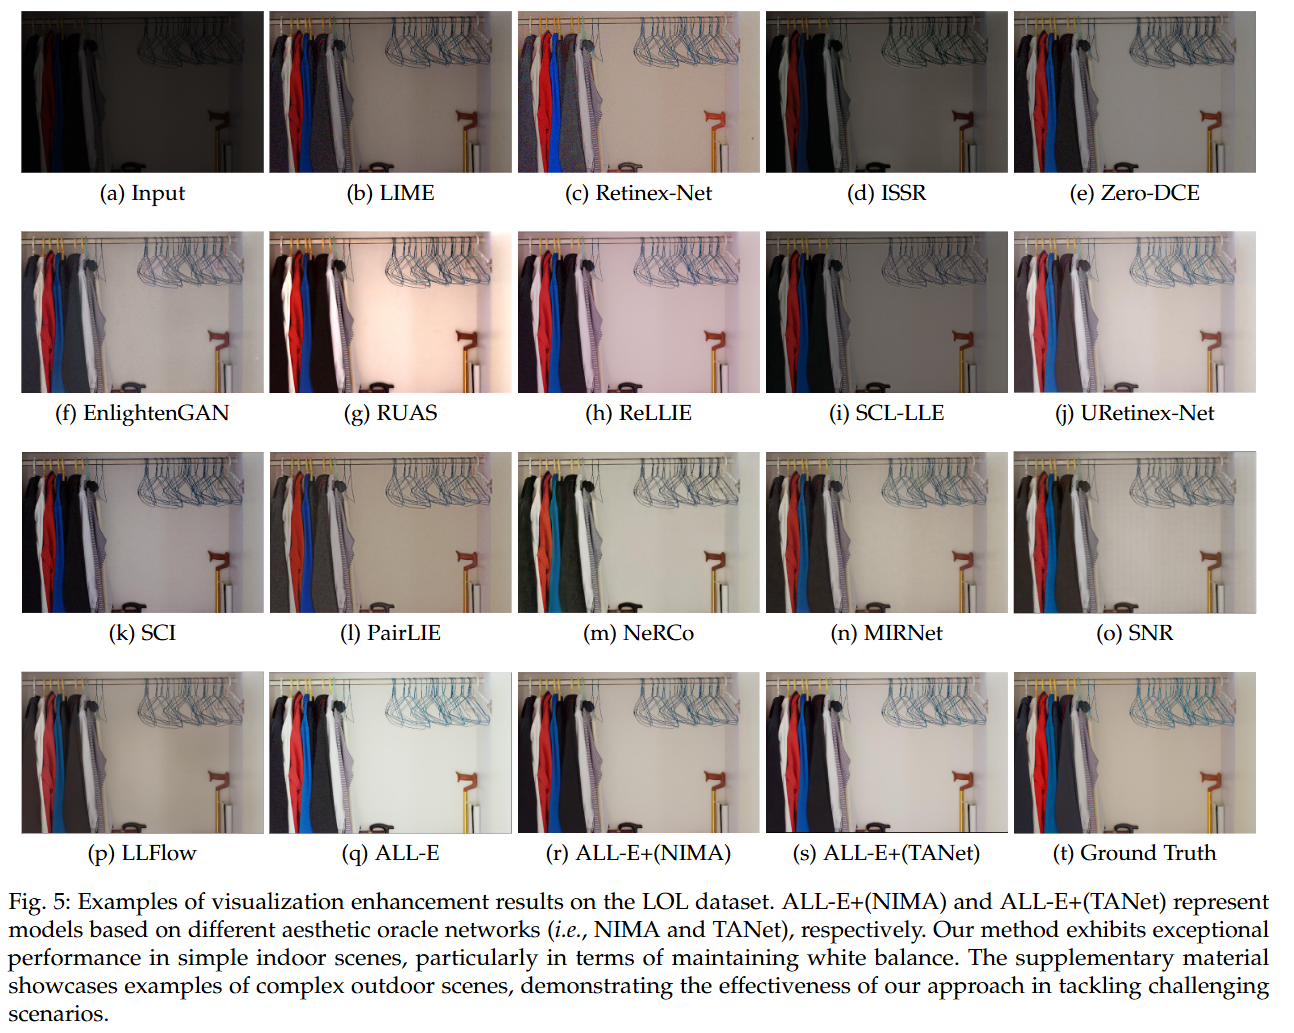 (a) Input (b) LIME (c) Retinex-Net (d) ISSR (e) Zero-DCE
(f) EnlightenGAN (g) RUAS (h) ReLLIE (i) SCL-LLE (j) URetinex-Net
(k) SCI (l) PairLIE (m) NeRCo (n) MIRNet (o) SNR
(p) LLFlow (q) ALL-E (r) ALL-E+(NIMA) (s) ALL-E+(TANet) (t) Ground Truth
Fig. 5: Examples of visualization enhancement results on the LOL dataset. ALL-E+(NIMA) and ALL-E+(TANet) represent
models based on different aesthetic oracle networks (i.e., NIMA and TANet), respectively. Our method exhibits exceptional
performance in simple indoor scenes, particularly in terms of maintaining white balance. The supplementary material
showcases examples of complex outdoor scenes, demonstrating the effectiveness of our approach in tackling challenging
scenarios.